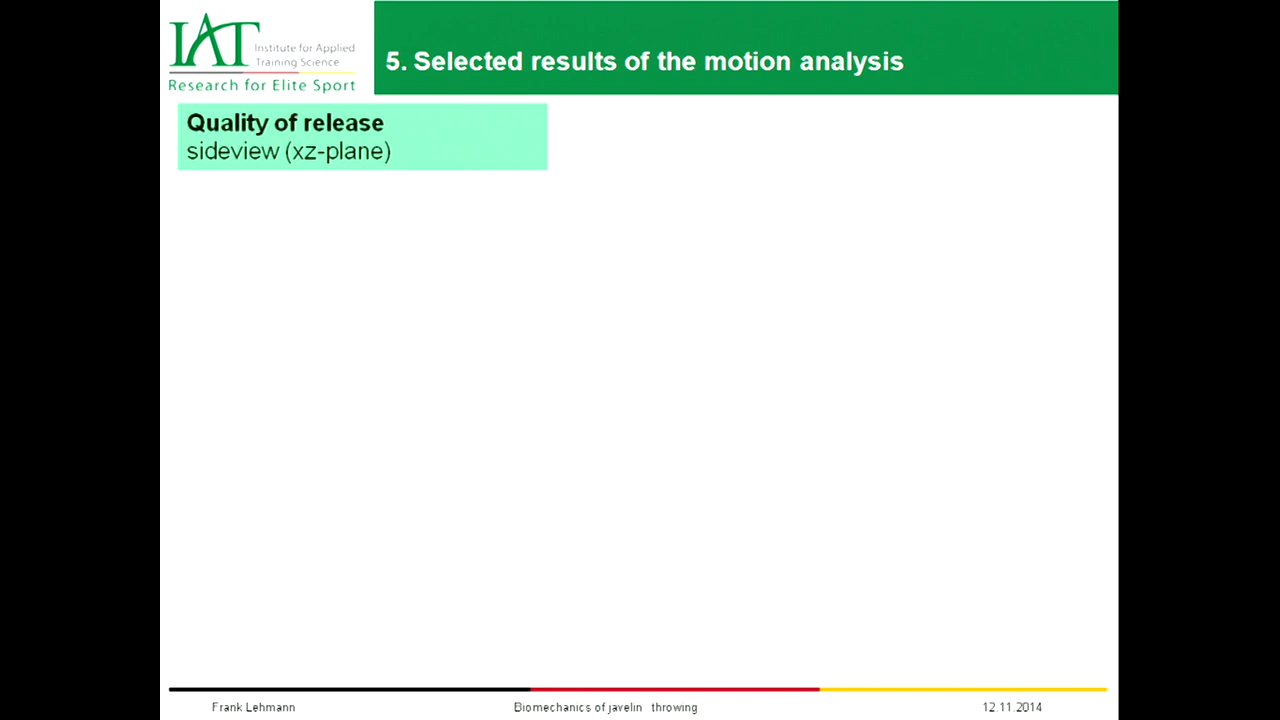 IAT
Institute for Applied
Training Science
Research for Elite Sport
5. Selected results of the motion analysis
Quality of release
sideview (xz-plane)
Frank Lehmann
Biomechanics of javelin throwing
12.11.2014